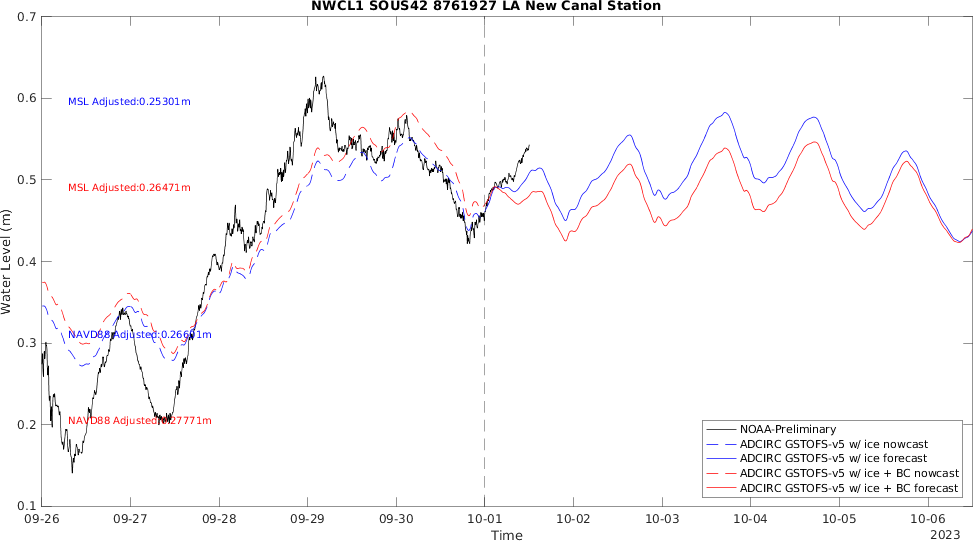 NWCL1 SOUS42 8761927 LA New Canal Station
0.7
0.6
0.5
0.4
0.3
0.2
0.1
Water Level (m)
MSL Adjusted:0.25301m
MSL Adjusted:0.26471m
NAVD88 Adjusted:
NAVD88 Adjusted:0.27771m
NOAA-Preliminary
ADCIRC GSTOFS-v5 w/ ice nowcast
ADCIRC GSTOFS-v5 w/ ice forecast
ADCIRC GSTOFS-v5 w/ ice + BC nowcast
ADCIRC GSTOFS-v5 w/ ice + BC forecast
09-26 09-27 09-28 09-29 09-30 10-01 10-02 10-03 10-04 10-05 10-06
Time
2023